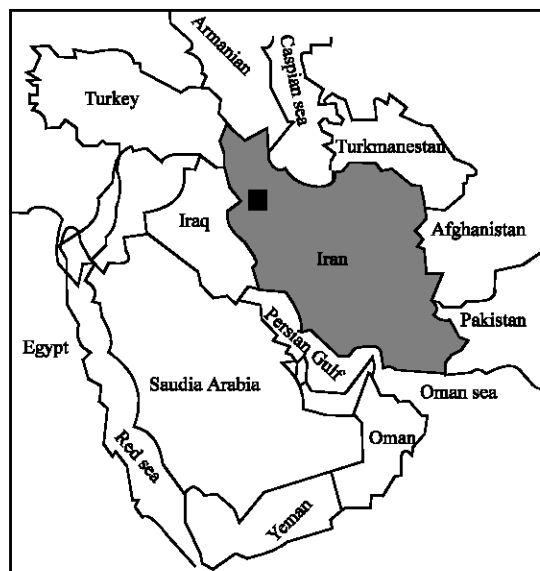 Armanian
Caspian sea
Turkey
Turkmanestan
Iraq
Afghanistan
Iran
Persian Gulf
Pakistan
Egypt
Saudia Arabia
Oman sea
Red sea
Oman
Yeman